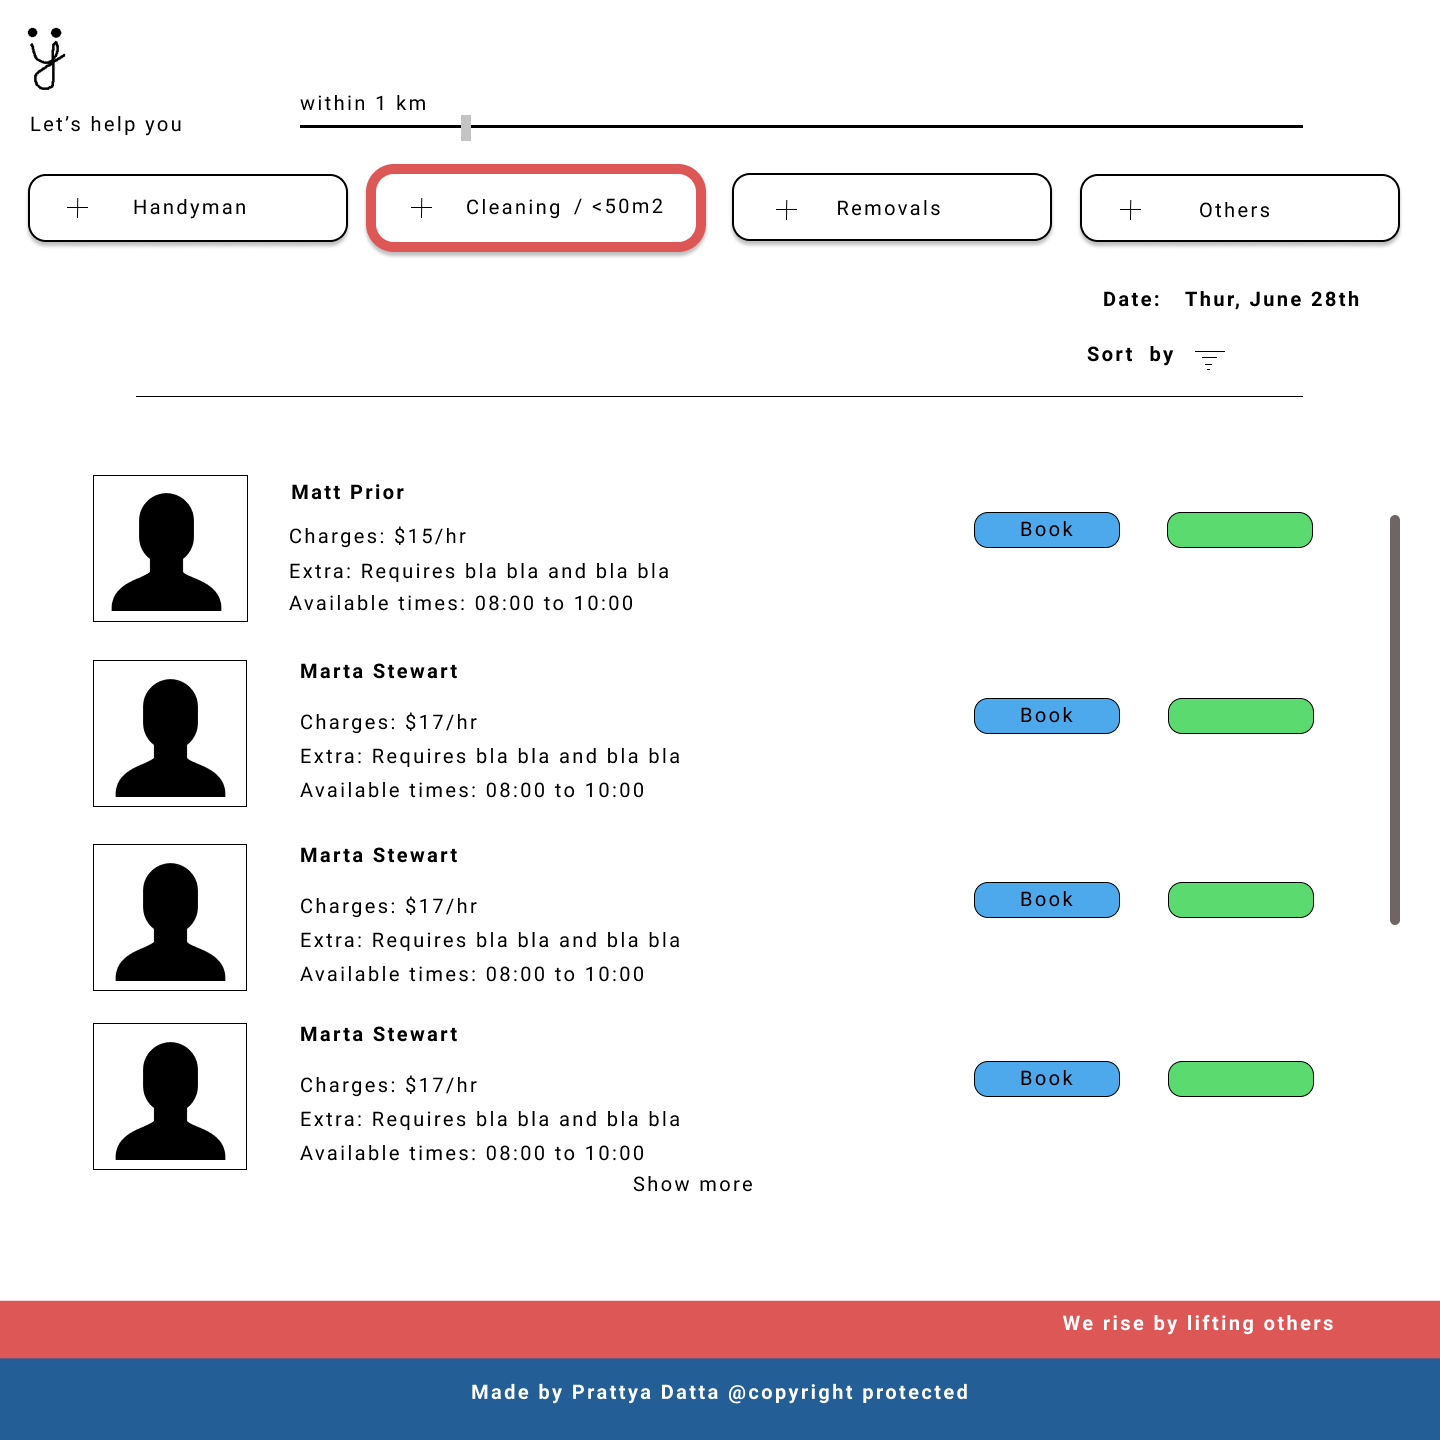 ÿ
within 1 km
Let's help you
Handyman
Cleaning / <50m2
Removals
Others
Date: Thur, June 28th
Sort by
Matt Prior
Charges: $15/hr
Extra: Requires bla bla and bla bla
Available times: 08:00 to 10:00
Book
Marta Stewart
Charges: $17/hr
Extra: Requires bla bla and bla bla
Available times: 08:00 to 10:00
Book
Marta Stewart
Charges: $17/hr
Extra: Requires bla bla and bla bla
Available times: 08:00 to 10:00
Book
Marta Stewart
Charges: $17/hr
Extra: Requires bla bla and bla bla
Available times: 08:00 to 10:00
Book
Show more
We rise by lifting others
Made by Prattya Datta @copyright protected